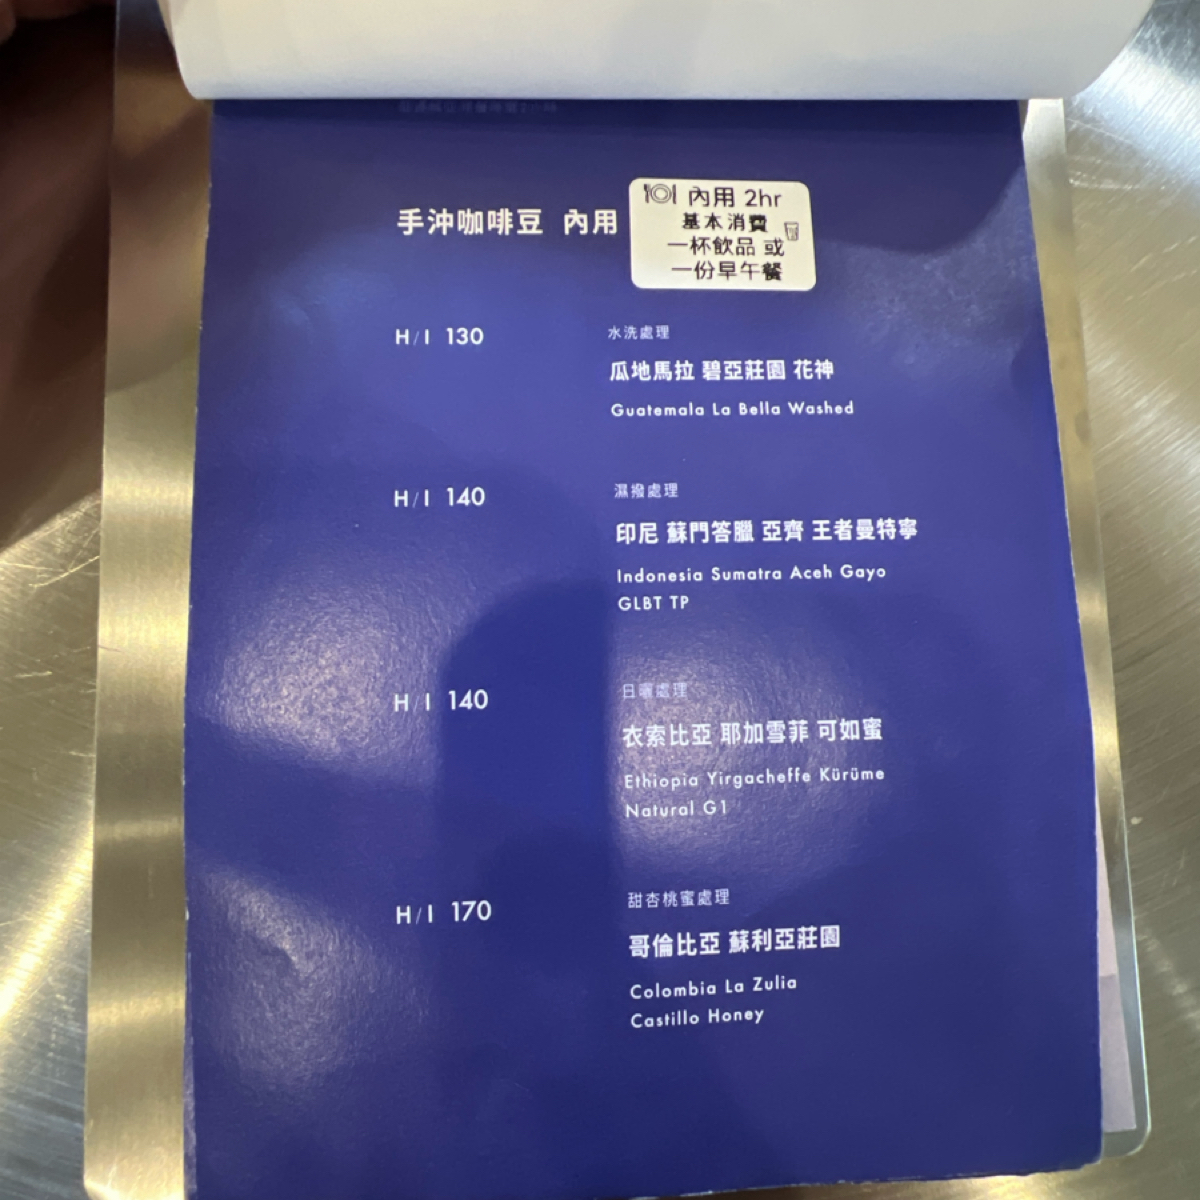 手沖咖啡豆 內用
內用 2hr
基本消費
一杯飲品 或
一份早午餐
H/I 130
水洗處理
瓜地馬拉 碧亞莊園 花神
Guatemala La Bella Washed
H/I 140
濕撥處理
印尼 蘇門答臘 亞齊 王者曼特寧
Indonesia Sumatra Aceh Gayo
GLBT TP
H/I 140
日曬處理
衣索比亞 耶加雪菲 可如蜜
Ethiopia Yirgacheffe Kürüme
Natural G1
H/I 170
甜杏桃蜜處理
哥倫比亞 蘇利亞莊園
Colombia La Zulia
Castillo Honey